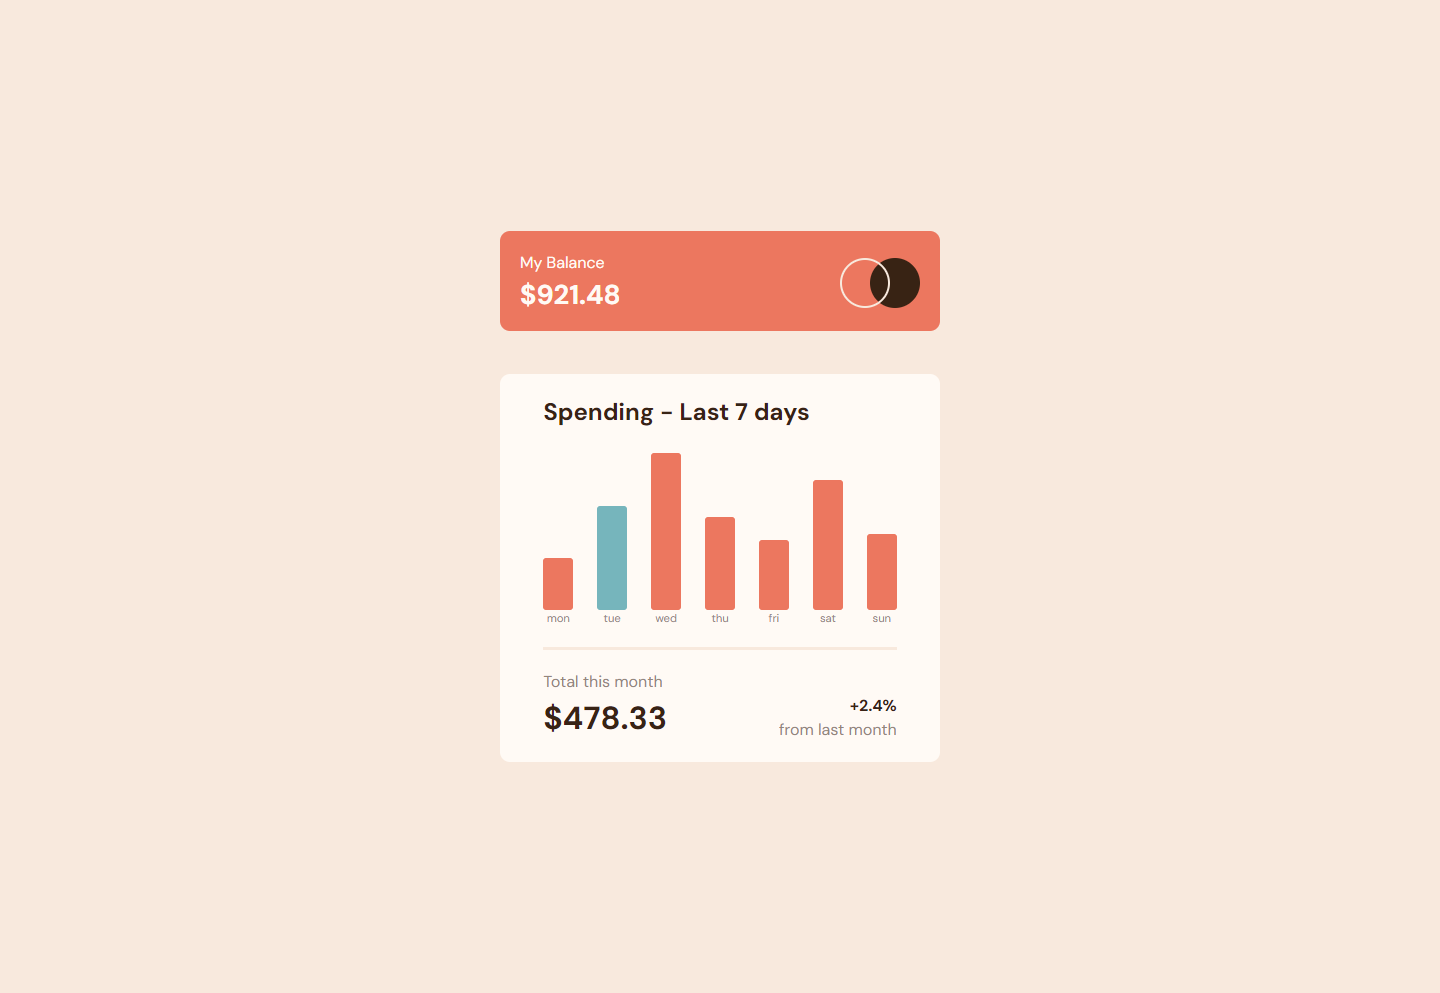 My Balance
$921.48
Spending - Last 7 days
mon tue wed thu fri sat sun
Total this month
$478.33
+2.4%
from last month